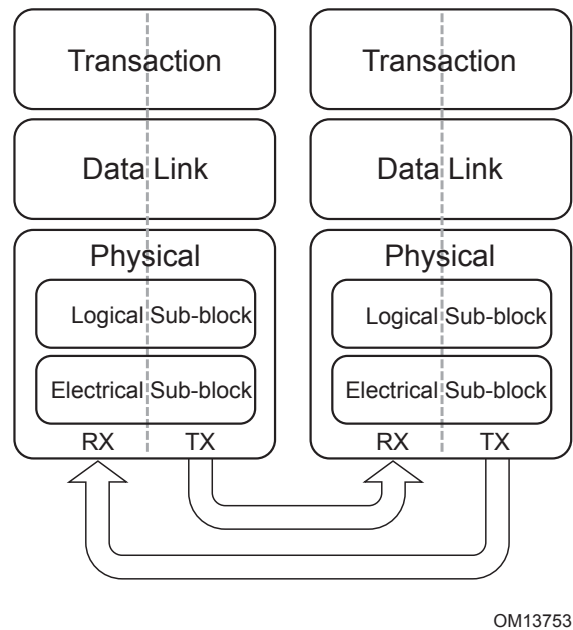 Transaction
Transaction
Data Link
Data Link
Physical
Physical
Logical Sub-block
Logical Sub-block
Electrical Sub-block
Electrical Sub-block
RX TX
RX TX
OM13753